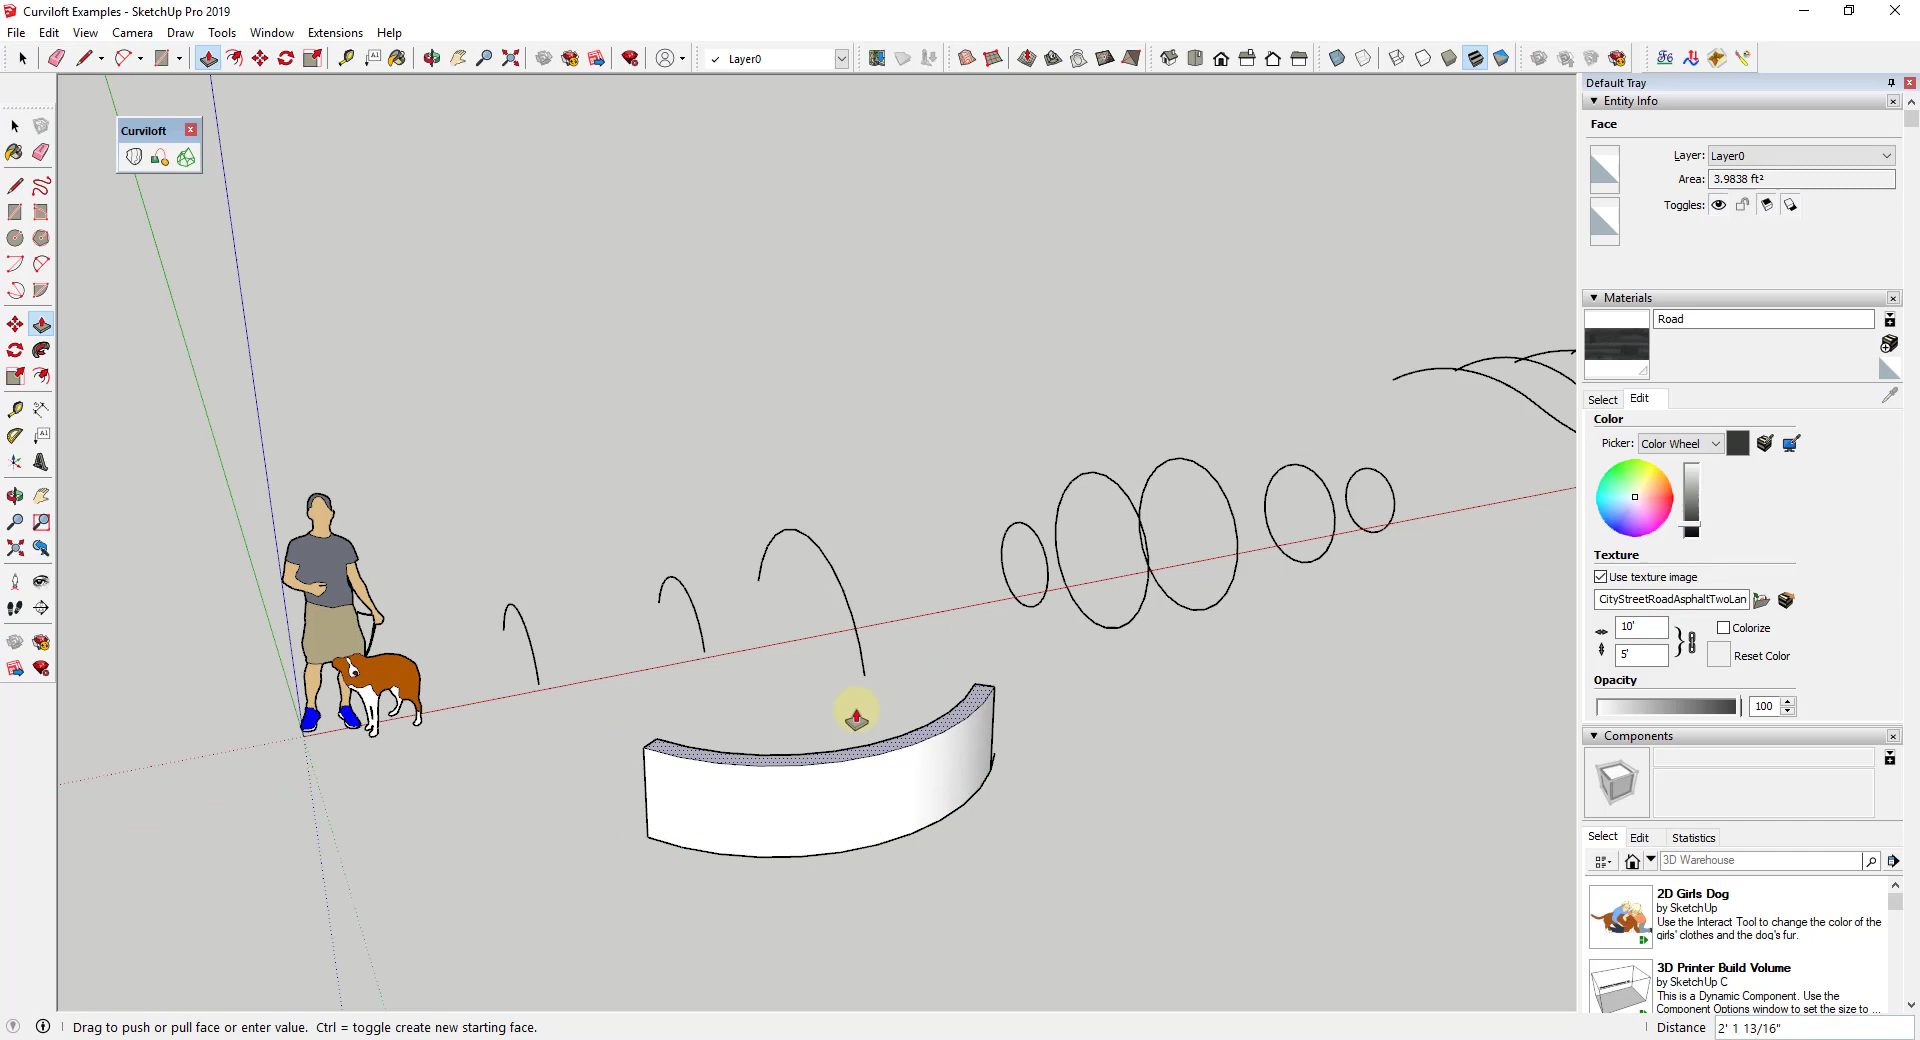 Curviloft Examples - SketchUp Pro 2019
File Edit View Camera Draw Tools Window Extensions Help
Layer0
Default Tray
Entity Info
Face
Layer: Layer0
Area: 3.9838 ft²
Toggles:
Curviloft
Materials
Road
Select Edit
Color
Picker: Color Wheel
Texture
Use texture image
CityStreetRoadAsphaltTwoLan
10'
Colorize
5'
Reset Color
Opacity
100
Components
Select Edit Statistics
3D Warehouse
2D Girls Dog
by SketchUp
Use the Interact Tool to change the color of the
girls' clothes and the dog's fur.
3D Printer Build Volume
by SketchUp C
This is a Dynamic Component. Use the
Component Options window to set the size to ...
Drag to push or pull face or enter value. Ctrl = toggle create new starting face.
Distance 2' 1 13/16"